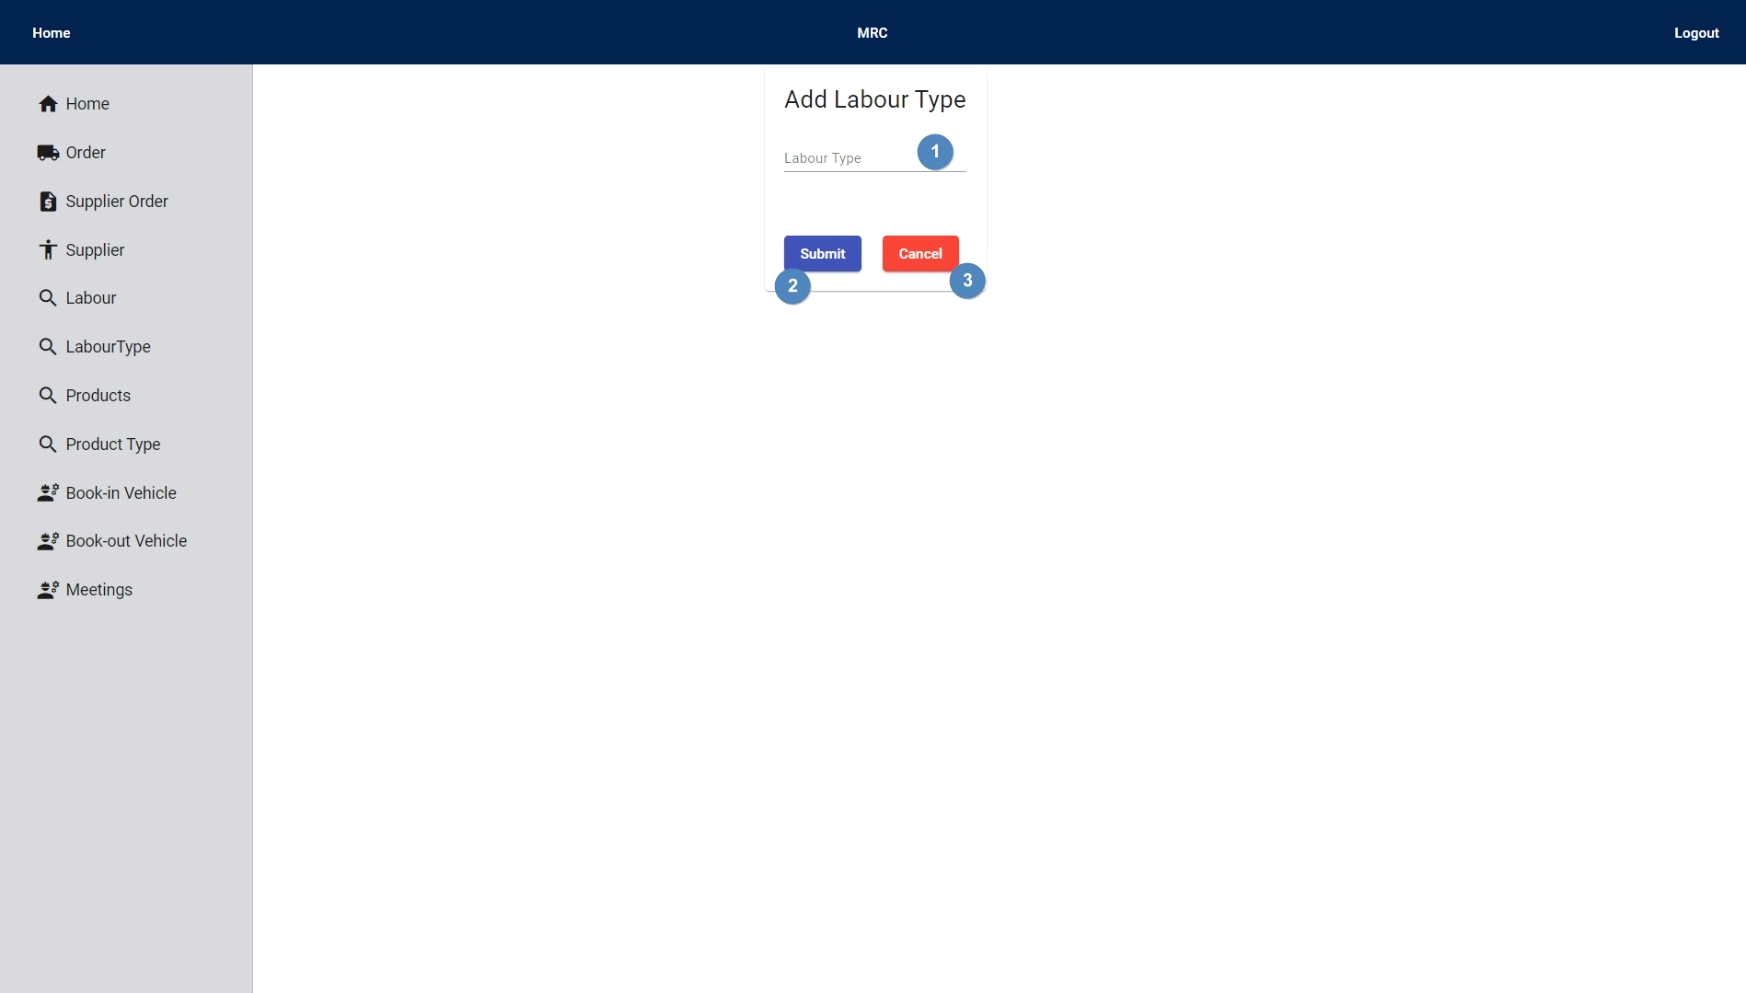 Home
MRC
Logout
Home
Order
Supplier Order
Supplier
Labour
LabourType
Products
Product Type
Book-in Vehicle
Book-out Vehicle
Meetings
Add Labour Type
Labour Type
1
Submit
Cancel
2
3